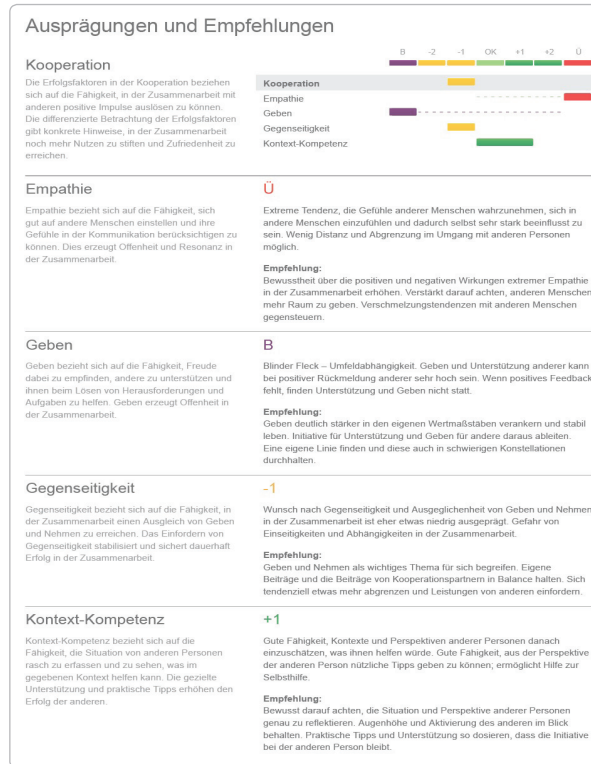 Ausprägungen und Empfehlungen
B -2 -1 OK +1 +2 Ü
Kooperation
Die Erfolgsfaktoren in der Kooperation beziehen
sich auf die Fähigkeit, in der Zusammenarbeit mit
anderen positive Impulse auslösen zu können.
Die differenzierte Betrachtung der Erfolgsfaktoren
gibt konkrete Hinweise, in der Zusammenarbeit
noch mehr Nutzen zu stiften und Zufriedenheit zu
erreichen.
Kooperation
Empathie
Geben
Gegenseitigkeit
Kontext-Kompetenz
Empathie
Empathie bezieht sich auf die Fähigkeit, sich
gut auf andere Menschen einstellen und ihre
Gefühle in der Kommunikation berücksichtigen zu
können. Dies erzeugt Offenheit und Resonanz in
der Zusammenarbeit.
Ü
Extreme Tendenz, die Gefühle anderer Menschen wahrzunehmen, sich in
andere Menschen einzufühlen und dadurch selbst sehr stark beeinflusst zu
sein. Wenig Distanz und Abgrenzung im Umgang mit anderen Personen
möglich.
Empfehlung:
Bewusstheit über die positiven und negativen Wirkungen extremer Empathie
in der Zusammenarbeit erhöhen. Verstärkt darauf achten, anderen Menschen
mehr Raum zu geben. Verschmelzungstendenzen mit anderen Menschen
gegensteuern.
Geben
Geben bezieht sich auf die Fähigkeit, Freude
dabei zu empfinden, andere zu unterstützen und
ihnen beim Lösen von Herausforderungen und
Aufgaben zu helfen. Geben erzeugt Offenheit in
der Zusammenarbeit.
B
Blinder Fleck – Umfeldabhängigkeit. Geben und Unterstützung anderer kann
bei positiver Rückmeldung anderer sehr hoch sein. Wenn positives Feedback
fehlt, finden Unterstützung und Geben nicht statt.
Empfehlung:
Geben deutlich stärker in den eigenen Wertmaßstäben verankern und stabil
leben. Initiative für Unterstützung und Geben für andere daraus ableiten.
Eine eigene Linie finden und diese auch in schwierigen Konstellationen
durchhalten.
Gegenseitigkeit
Gegenseitigkeit bezieht sich auf die Fähigkeit, in
der Zusammenarbeit einen Ausgleich von Geben
und Nehmen zu erreichen. Das Einfordern von
Gegenseitigkeit stabilisiert und sichert dauerhaft
Erfolg in der Zusammenarbeit.
-1
Wunsch nach Gegenseitigkeit und Ausgeglichenheit von Geben und Nehmen
in der Zusammenarbeit ist eher etwas niedrig ausgeprägt. Gefahr von
Einseitigkeiten und Abhängigkeiten in der Zusammenarbeit.
Empfehlung:
Geben und Nehmen als wichtiges Thema für sich begreifen. Eigene
Beiträge und die Beiträge von Kooperationspartnern in Balance halten. Sich
tendenziell etwas mehr abgrenzen und Leistungen von anderen einfordern.
Kontext-Kompetenz
Kontext-Kompetenz bezieht sich auf die
Fähigkeit, die Situation von anderen Personen
rasch zu erfassen und zu sehen, was im
gegebenen Kontext helfen kann. Die gezielte
Unterstützung und praktische Tipps erhöhen den
Erfolg der anderen.
+1
Gute Fähigkeit, Kontexte und Perspektiven anderer Personen danach
einzuschätzen, was ihnen helfen würde. Gute Fähigkeit, aus der Perspektive
der anderen Person nützliche Tipps geben zu können; ermöglicht Hilfe zur
Selbsthilfe.
Empfehlung:
Bewusst darauf achten, die Situation und Perspektive anderer Personen
genau zu reflektieren. Augenhöhe und Aktivierung des anderen im Blick
behalten. Praktische Tipps und Unterstützung so dosieren, dass die Initiative
bei der anderen Person bleibt.